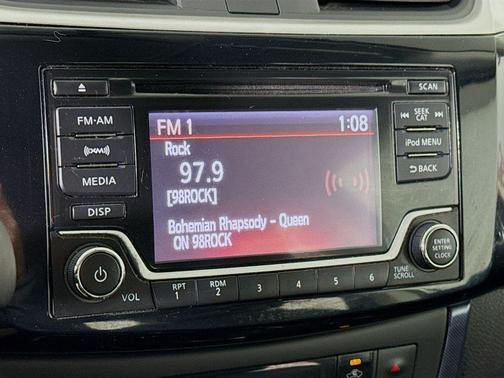 SCAN
FM·AM
MEDIA
DISP
VOL
FM 1 1:08
Rock
97.9
[98ROCK]
Bohemian Rhapsody - Queen
ON 98ROCK
SEEK
CAT
iPod MENU
BACK
ENTER
SETTING
CLOCK
TUNE
SCROLL
RPT
1
RDM
2
3
4
5
6